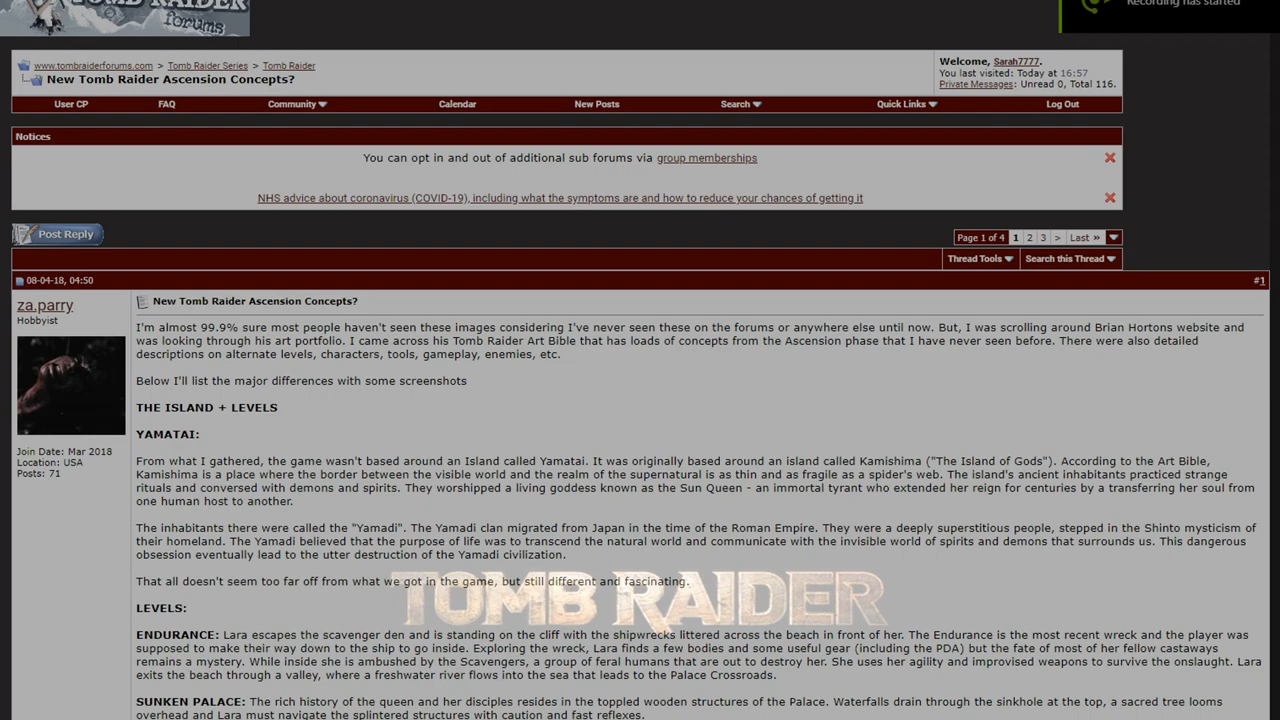 TOMB RAIDER
forums
Recording has started
www.tombraiderforums.com > Tomb Raider Series > Tomb Raider
New Tomb Raider Ascension Concepts?
Welcome, Sarah7777.
You last visited: Today at 16:57
Private Messages: Unread 0, Total 116.
User CP FAQ Community Calendar New Posts Search Quick Links Log Out
Notices
You can opt in and out of additional sub forums via group memberships
NHS advice about coronavirus (COVID-19), including what the symptoms are and how to reduce your chances of getting it
Post Reply
Page 1 of 4 1 2 3 > Last »
Thread Tools Search this Thread
08-04-18, 04:50 #1
za.parry
Hobbyist
Join Date: Mar 2018
Location: USA
Posts: 71
New Tomb Raider Ascension Concepts?
I'm almost 99.9% sure most people haven't seen these images considering I've never seen these on the forums or anywhere else until now. But, I was scrolling around Brian Hortons website and
was looking through his art portfolio. I came across his Tomb Raider Art Bible that has loads of concepts from the Ascension phase that I have never seen before. There were also detailed
descriptions on alternate levels, characters, tools, gameplay, enemies, etc.
Below I'll list the major differences with some screenshots
THE ISLAND + LEVELS
YAMATAI:
From what I gathered, the game wasn't based around an Island called Yamatai. It was originally based around an island called Kamishima ("The Island of Gods"). According to the Art Bible,
Kamishima is a place where the border between the visible world and the realm of the supernatural is as thin and as fragile as a spider's web. The island's ancient inhabitants practiced strange
rituals and conversed with demons and spirits. They worshipped a living goddess known as the Sun Queen - an immortal tyrant who extended her reign for centuries by a transferring her soul from
one human host to another.
The inhabitants there were called the "Yamadi". The Yamadi clan migrated from Japan in the time of the Roman Empire. They were a deeply superstitious people, stepped in the Shinto mysticism of
their homeland. The Yamadi believed that the purpose of life was to transcend the natural world and communicate with the invisible world of spirits and demons that surrounds us. This dangerous
obsession eventually lead to the utter destruction of the Yamadi civilization.
That all doesn't seem too far off from what we got in the game, but still different and fascinating.
TOMB RAIDER
LEVELS:
ENDURANCE: Lara escapes the scavenger den and is standing on the cliff with the shipwrecks littered across the beach in front of her. The Endurance is the most recent wreck and the player was
supposed to make their way down to the ship to go inside. Exploring the wreck, Lara finds a few bodies and some useful gear (including the PDA) but the fate of most of her fellow castaways
remains a mystery. While inside she is ambushed by the Scavengers, a group of feral humans that are out to destroy her. She uses her agility and improvised weapons to survive the onslaught. Lara
exits the beach through a valley, where a freshwater river flows into the sea that leads to the Palace Crossroads.
SUNKEN PALACE: The rich history of the queen and her disciples resides in the toppled wooden structures of the Palace. Waterfalls drain through the sinkhole at the top, a sacred tree looms
overhead and Lara must navigate the splintered structures with caution and fast reflexes.